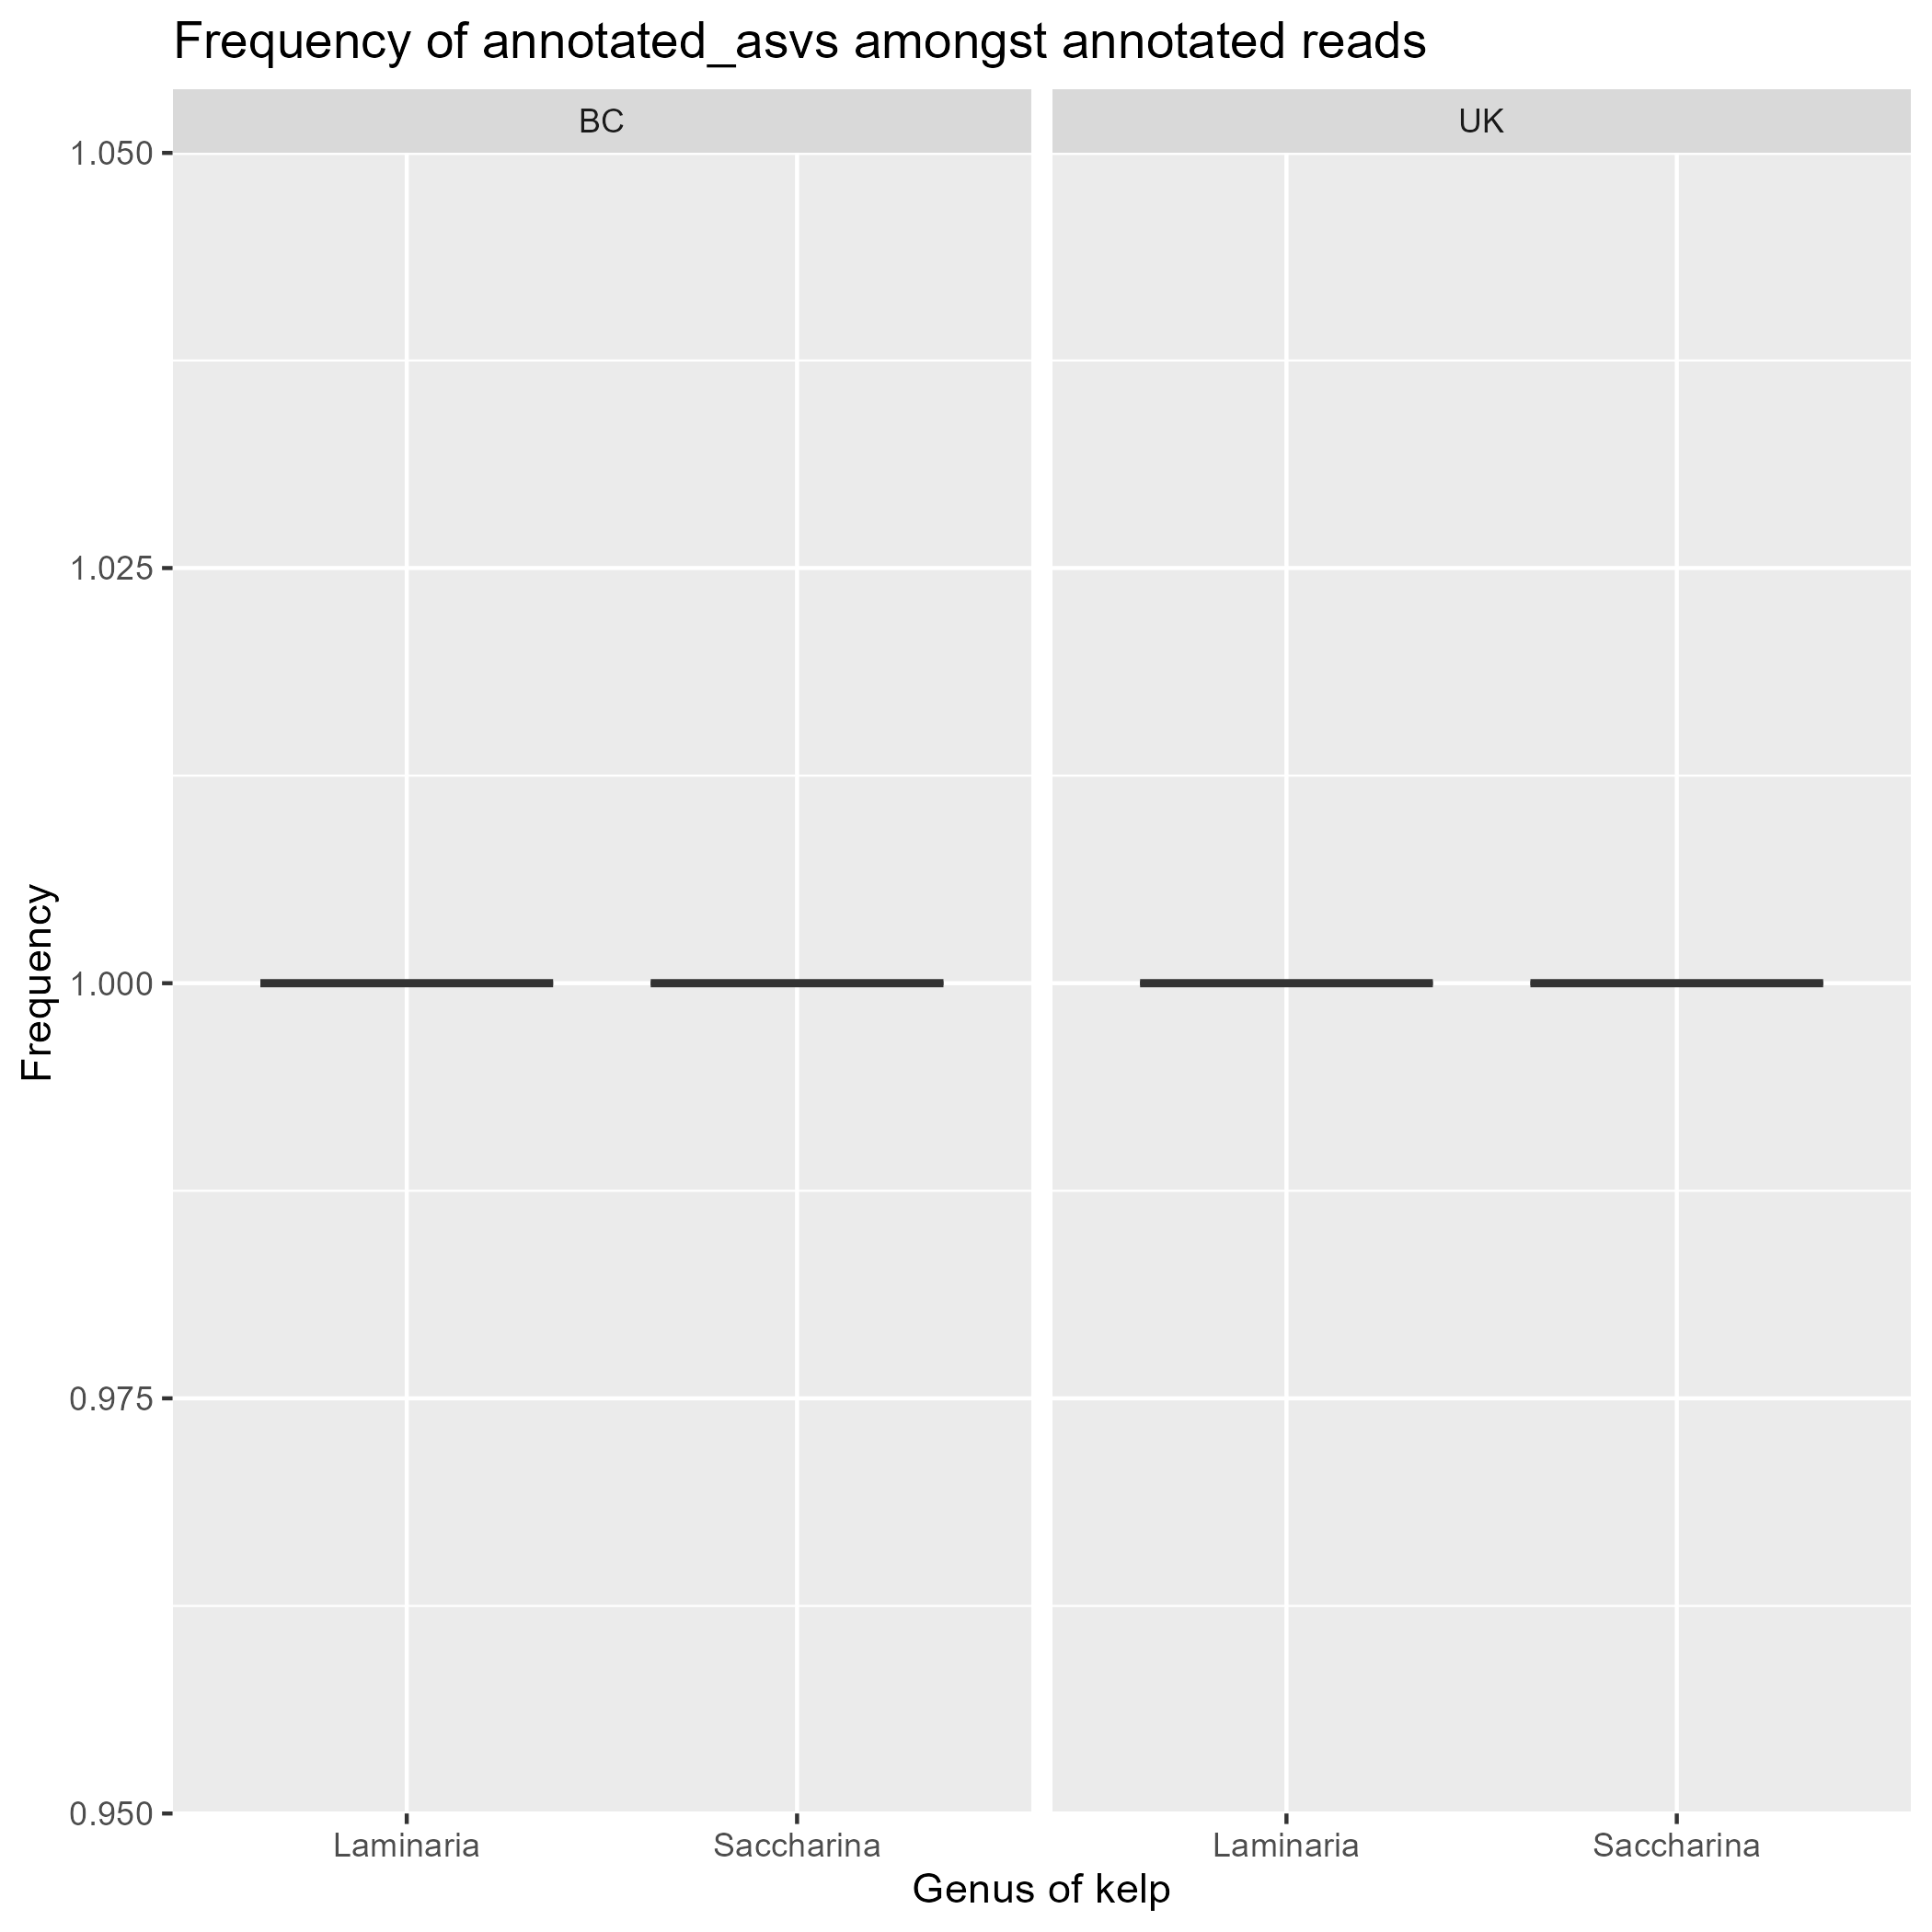 Frequency of annotated_asvs amongst annotated reads
BC
UK
1.050
1.025
1.000
0.975
0.950
Frequency
Laminaria
Saccharina
Laminaria
Saccharina
Genus of kelp